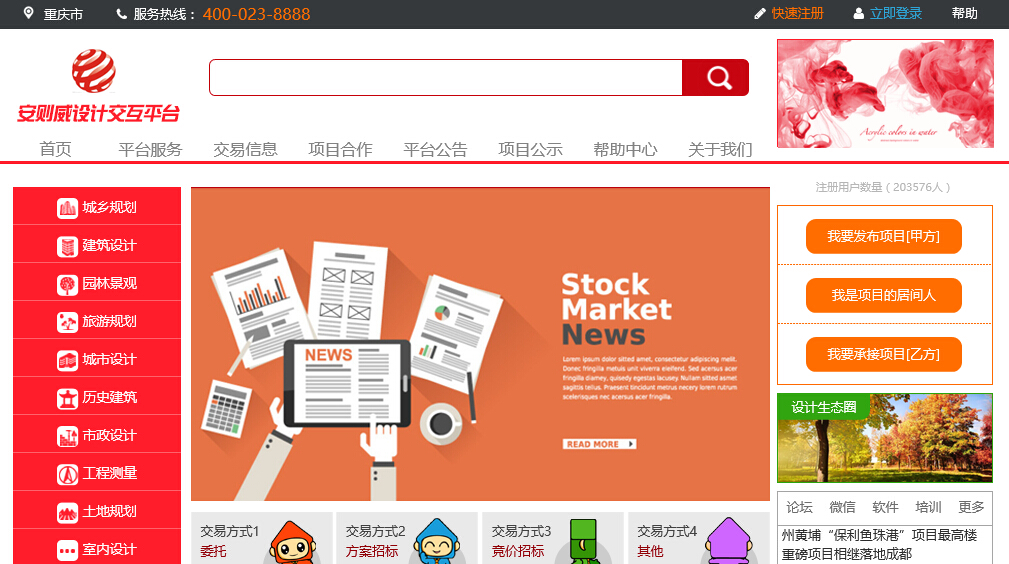 重庆市 服务热线： 400-023-8888 快速注册 立即登录 帮助
安则威设计交互平台
Acrylic colors in water
首页 平台服务 交易信息 项目合作 平台公告 项目公示 帮助中心 关于我们
注册用户数量（203576人）
城乡规划
建筑设计
园林景观
旅游规划
城市设计
历史建筑
市政设计
工程测量
土地规划
室内设计
NEWS
NEWS
Stock
Market
News
Lorem ipsum dolor sitted amet, consectetur adipiscing melit.
Donec fringilla metuis unit viverra eleifend. Sed acersus acer
fringilla diamey, quisedy egestas lacusey. Nullam sitted amet
sagittis telius. Praesent tincidunt metrus necery lorem rutrum
scelerisques nec acersus acer fringilla.
READ MORE
我要发布项目[甲方]
我是项目的居间人
我要承接项目[乙方]
设计生态圈
论坛 微信 软件 培训 更多
州黄埔“保利鱼珠港”项目最高楼
重磅项目相继落地成都
交易方式1
委托
交易方式2
方案招标
交易方式3
竞价招标
交易方式4
其他